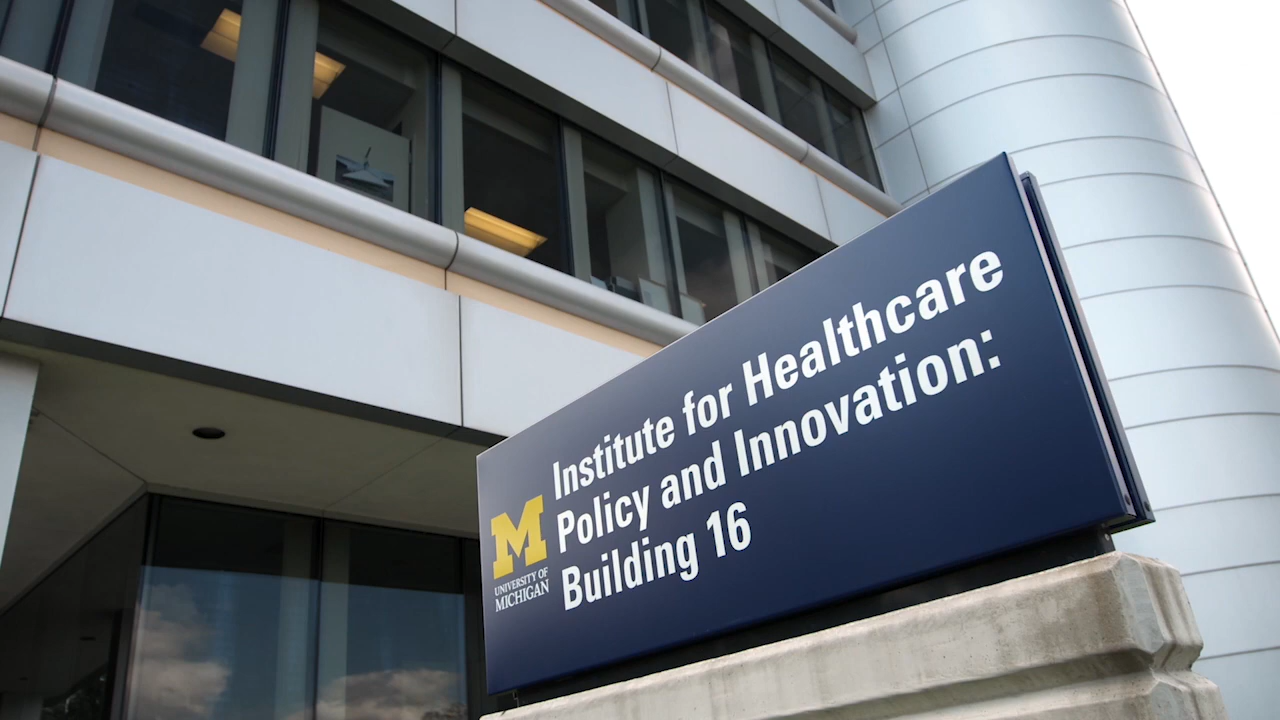 Institute for Healthcare
Policy and Innovation:
Building 16
M
UNIVERSITY OF
MICHIGAN